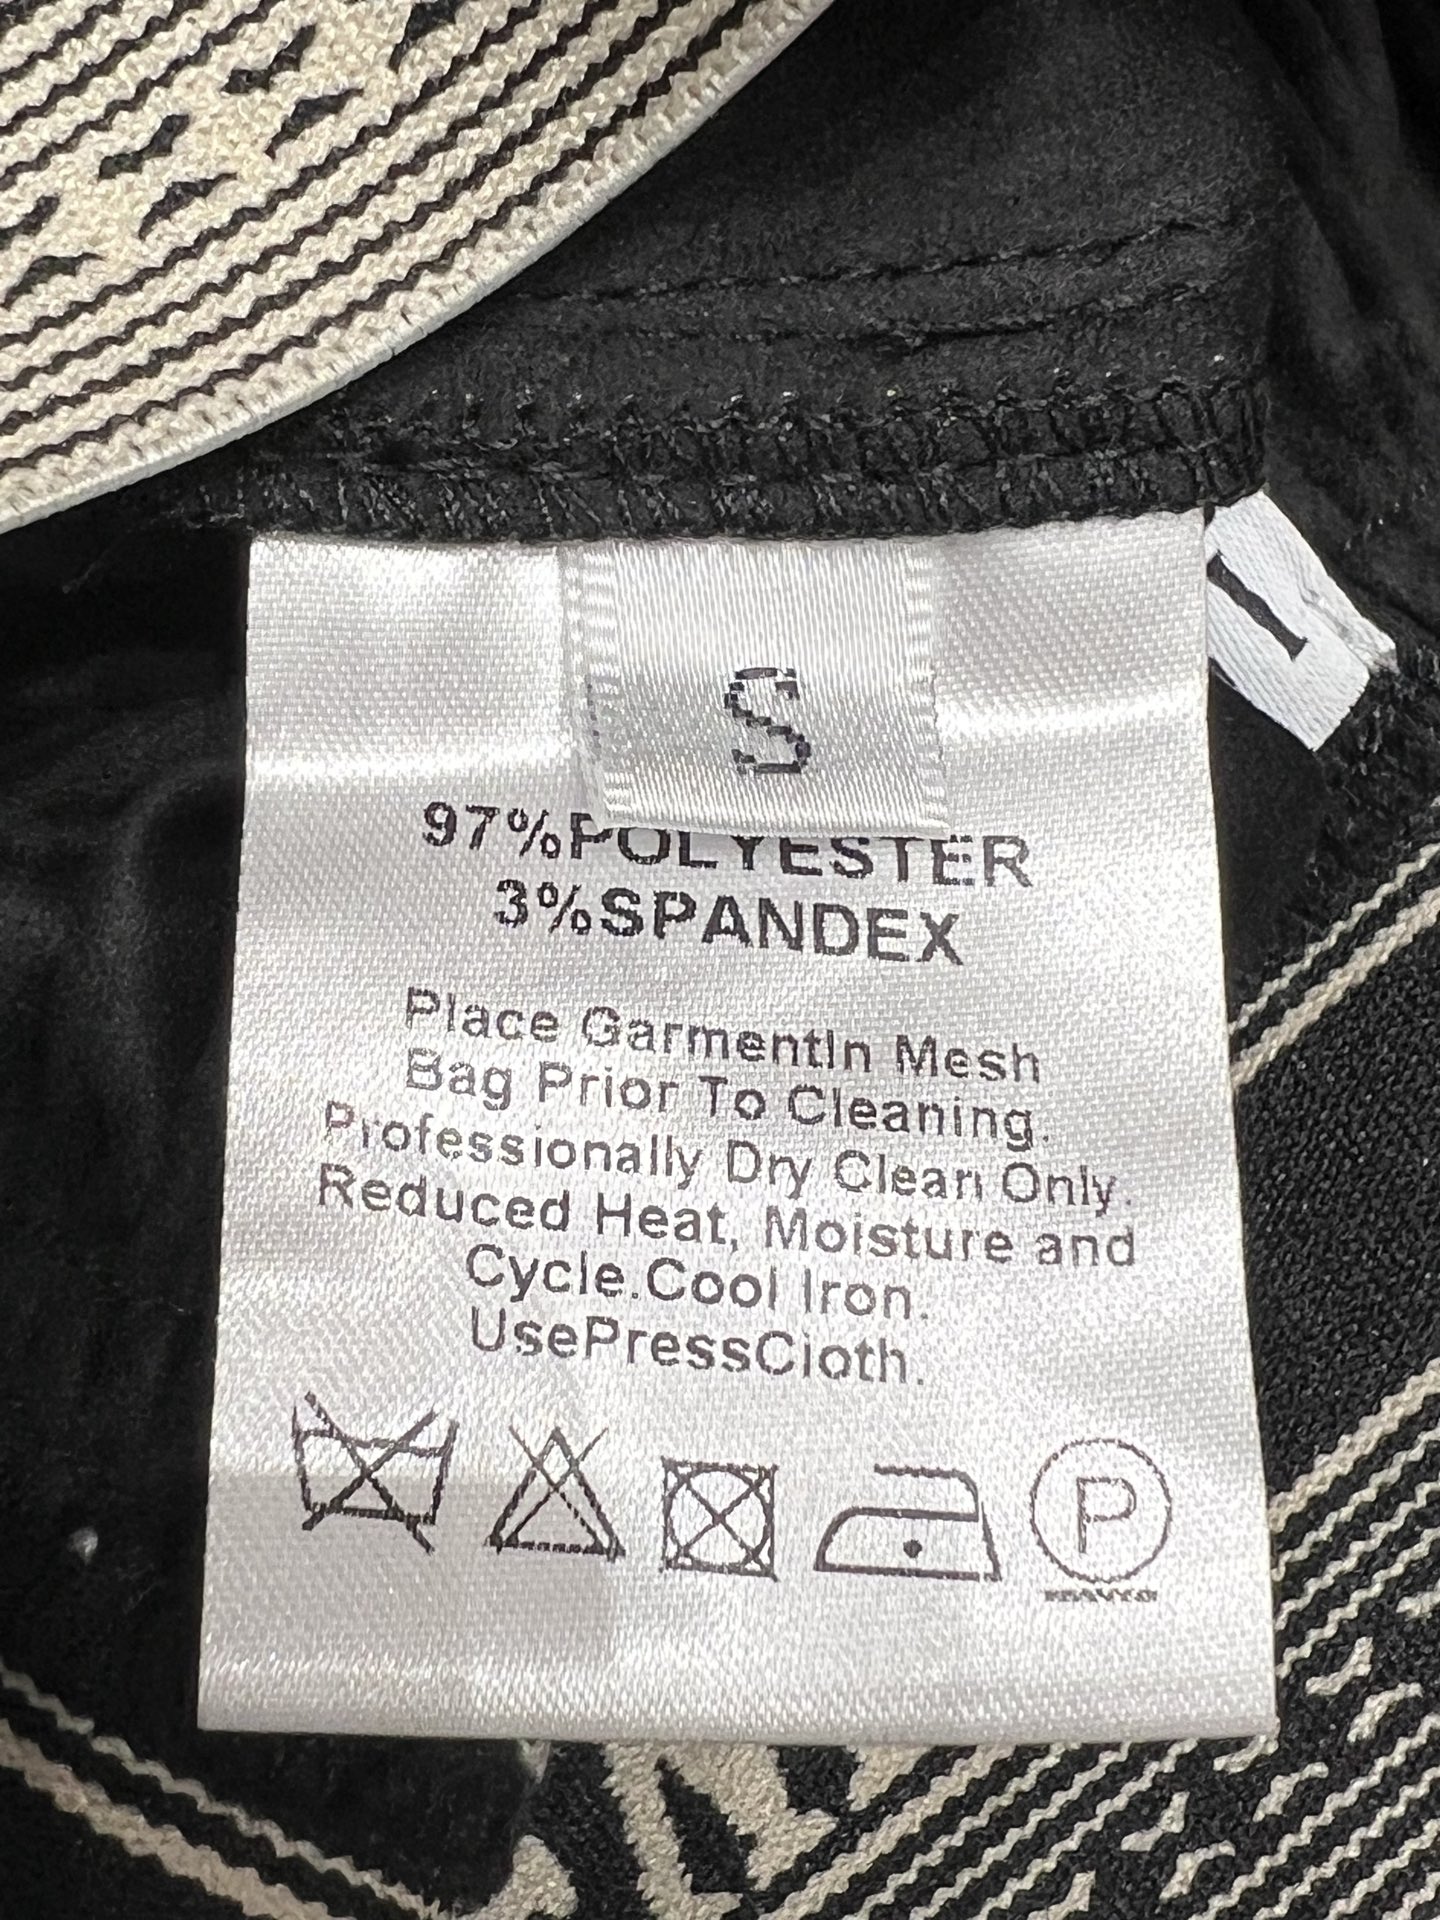 S
97%POLYESTER
3%SPANDEX
Place GarmentIn Mesh
Bag Prior To Cleaning.
Professionally Dry Clean Only.
Reduced Heat, Moisture and
Cycle.Cool Iron.
UsePressCloth.
P